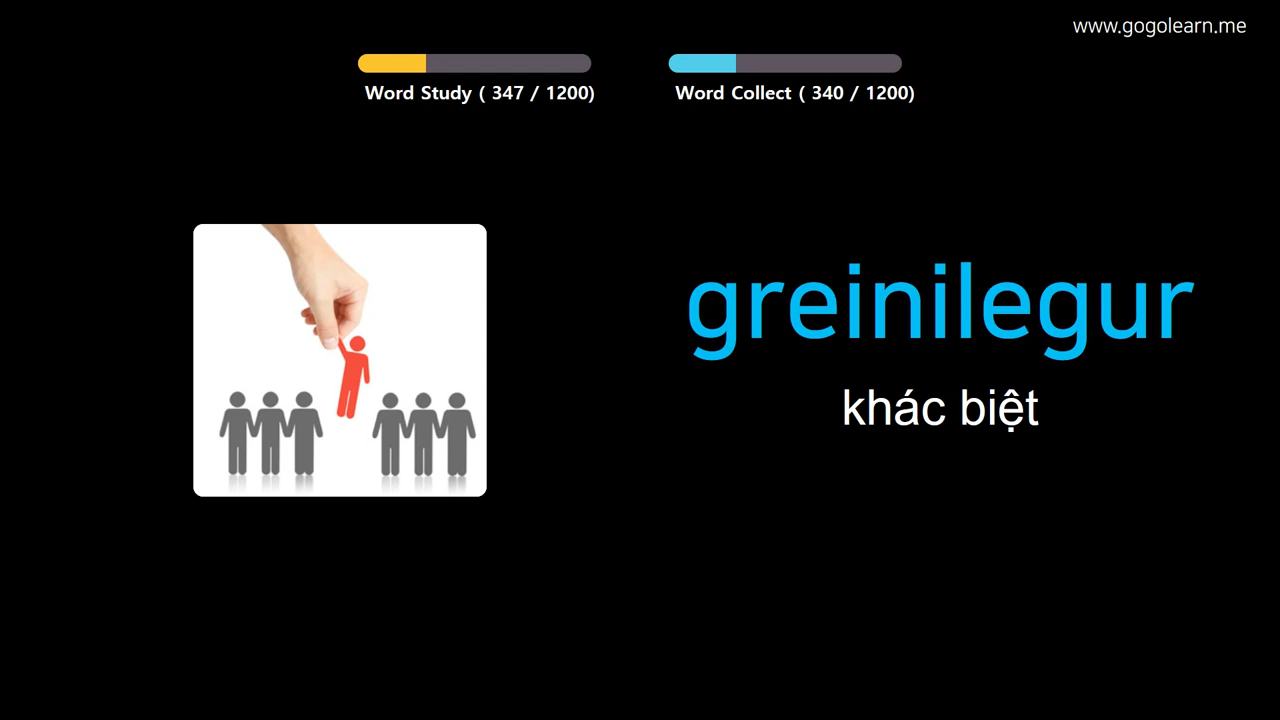 www.gogolearn.me
Word Study ( 347 / 1200)
Word Collect ( 340 / 1200)
greinilegur
khác biệt